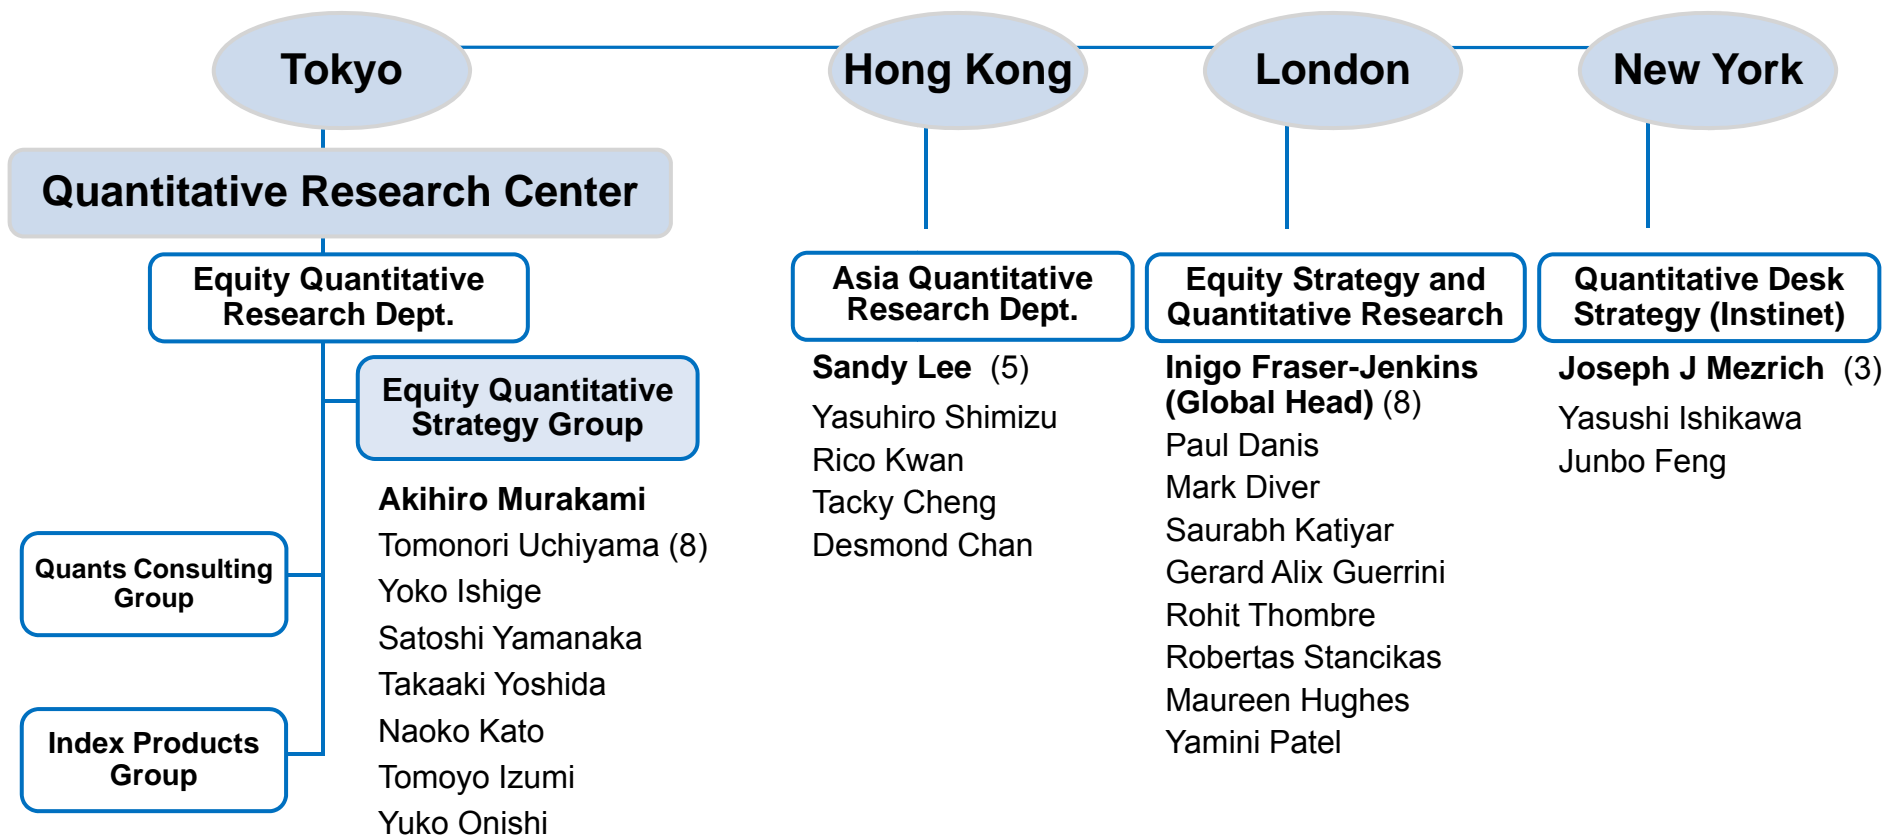 Tokyo
Hong Kong
London
New York
Quantitative Research Center
Equity Quantitative
Research Dept.
Equity Quantitative
Strategy Group
Akihiro Murakami
Tomonori Uchiyama (8)
Yoko Ishige
Satoshi Yamanaka
Takaaki Yoshida
Naoko Kato
Tomoyo Izumi
Yuko Onishi
Quants Consulting
Group
Index Products
Group
Asia Quantitative
Research Dept.
Sandy Lee (5)
Yasuhiro Shimizu
Rico Kwan
Tacky Cheng
Desmond Chan
Equity Strategy and
Quantitative Research
Inigo Fraser-Jenkins
(Global Head) (8)
Paul Danis
Mark Diver
Saurabh Katiyar
Gerard Alix Guerrini
Rohit Thombre
Robertas Stancikas
Maureen Hughes
Yamini Patel
Quantitative Desk
Strategy (Instinet)
Joseph J Mezrich (3)
Yasushi Ishikawa
Junbo Feng